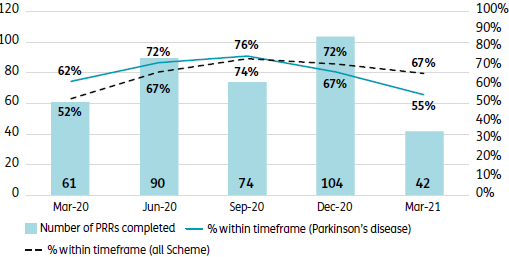 120 100%
90%
100 80%
80 70%
60%
60 50%
40 40%
30%
20 20%
10%
0 0%
62% 72% 76% 72% 67%
52% 67% 74% 67% 55%
61 90 74 104 42
Mar-20 Jun-20 Sep-20 Dec-20 Mar-21
Number of PRRs completed % within timeframe (Parkinson's disease)
% within timeframe (all Scheme)